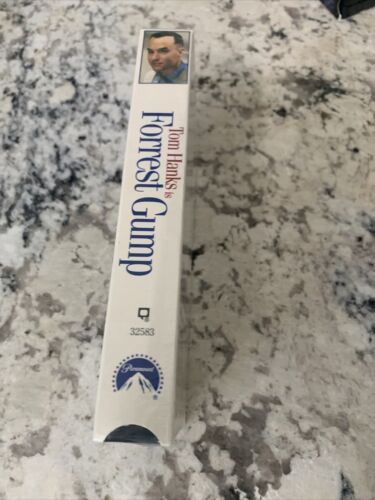 Tom Hanks is
Forrest Gump
32583
Paramount
®